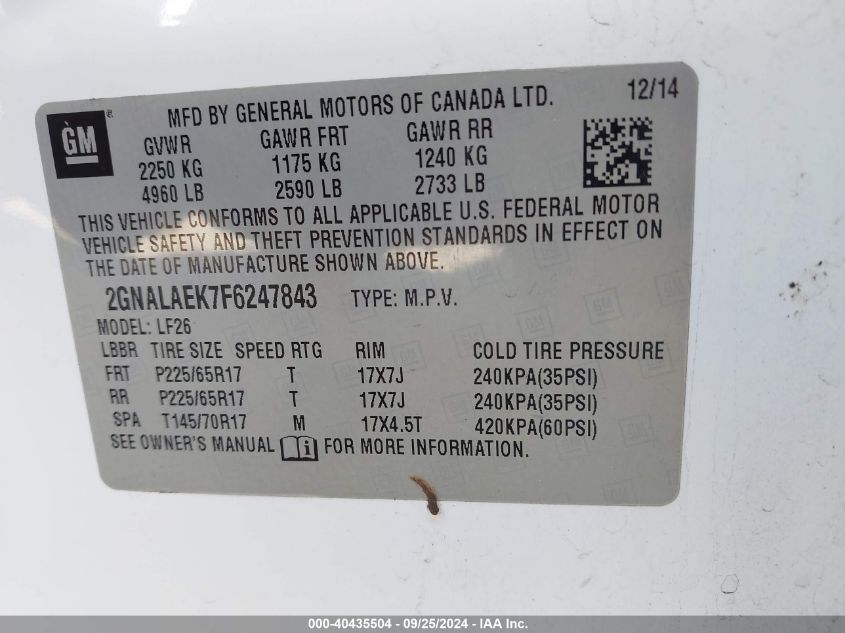 GM
®
MFD BY GENERAL MOTORS OF CANADA LTD. 12/14
GVWR GAWR FRT GAWR RR
2250 KG 1175 KG 1240 KG
4960 LB 2590 LB 2733 LB
THIS VEHICLE CONFORMS TO ALL APPLICABLE U.S. FEDERAL MOTOR
VEHICLE SAFETY AND THEFT PREVENTION STANDARDS IN EFFECT ON
THE DATE OF MANUFACTURE SHOWN ABOVE.
2GNALAEK7F6247843 TYPE: M.P.V.
MODEL: LF26
LBBR TIRE SIZE SPEED RTG RIM COLD TIRE PRESSURE
FRT P225/65R17 T 17X7J 240KPA(35PSI)
RR P225/65R17 T 17X7J 240KPA(35PSI)
SPA T145/70R17 M 17X4.5T 420KPA(60PSI)
SEE OWNER'S MANUAL i FOR MORE INFORMATION.
000-40435504 - 09/25/2024 - IAA Inc.